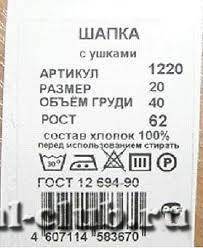 ШАПКА
с ушками
АРТИКУЛ 1220
РАЗМЕР 20
ОБЪЁМ ГРУДИ 40
РОСТ 62
состав хлопок 100%
перед использованием стирать
ГОСТ 12 694-90
4 607114 583670